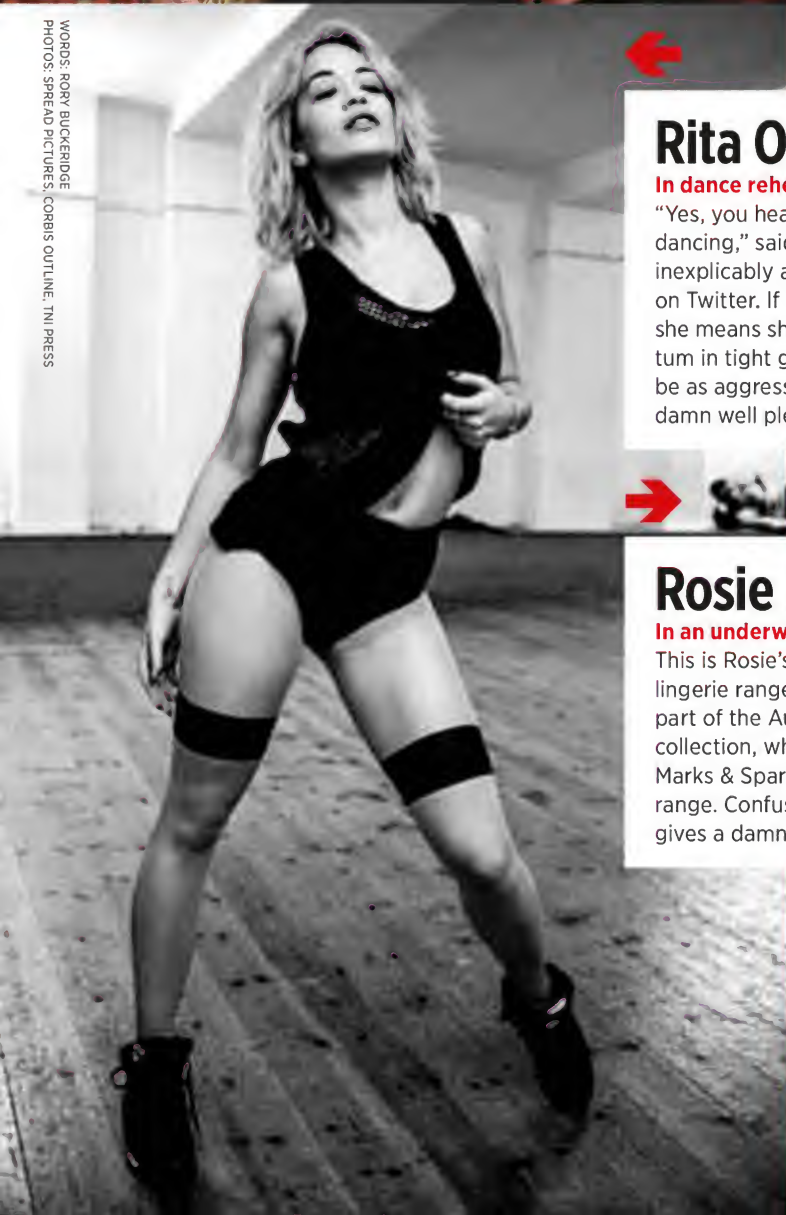 WORDS: RORY BUCKERIDGE
PHOTOS: SPREAD PICTURES, CORBIS OUTLINE, TNI PRESS
Rita O
In dance rehe
“Yes, you hea
dancing,” said
inexplicably a
on Twitter. If
she means sh
tum in tight g
be as aggress
damn well ple
Rosie
In an underw
This is Rosie’s
lingerie range
part of the Au
collection, wh
Marks & Spar
range. Confus
gives a damn